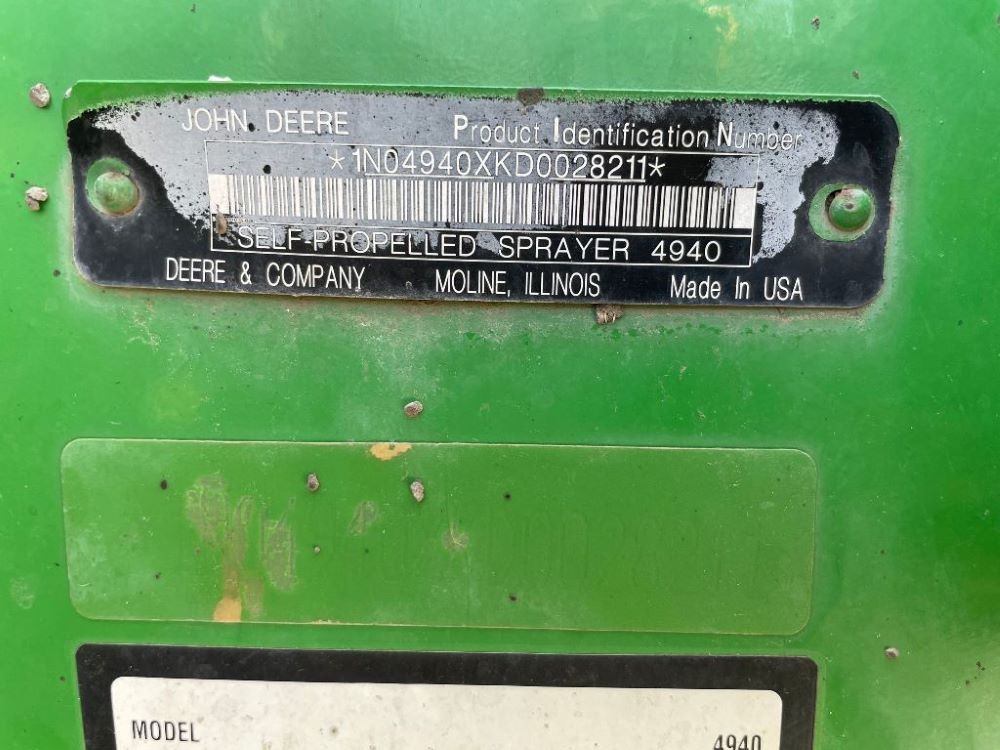 JOHN DEERE Product Identification Number
*1N04940XKD0028211*
SELF-PROPELLED SPRAYER 4940
DEERE & COMPANY MOLINE, ILLINOIS Made In USA
MODEL 4940